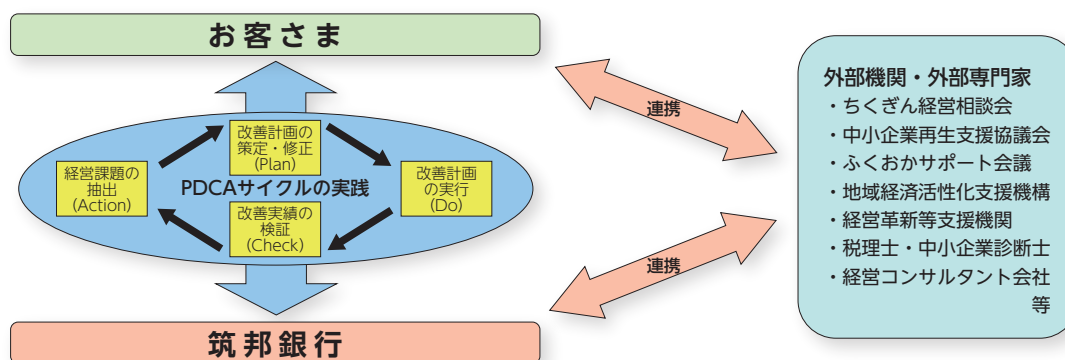 お客さま
改善計画の
策定・修正
(Plan)
経営課題の
抽出
(Action)
PDCAサイクルの実践
改善計画
の実行
(Do)
改善実績の
検証
(Check)
筑邦銀行
連携
連携
外部機関・外部専門家
・ちくぎん経営相談会
・中小企業再生支援協議会
・ふくおかサポート会議
・地域経済活性化支援機構
・経営革新等支援機関
・税理士・中小企業診断士
・経営コンサルタント会社
等